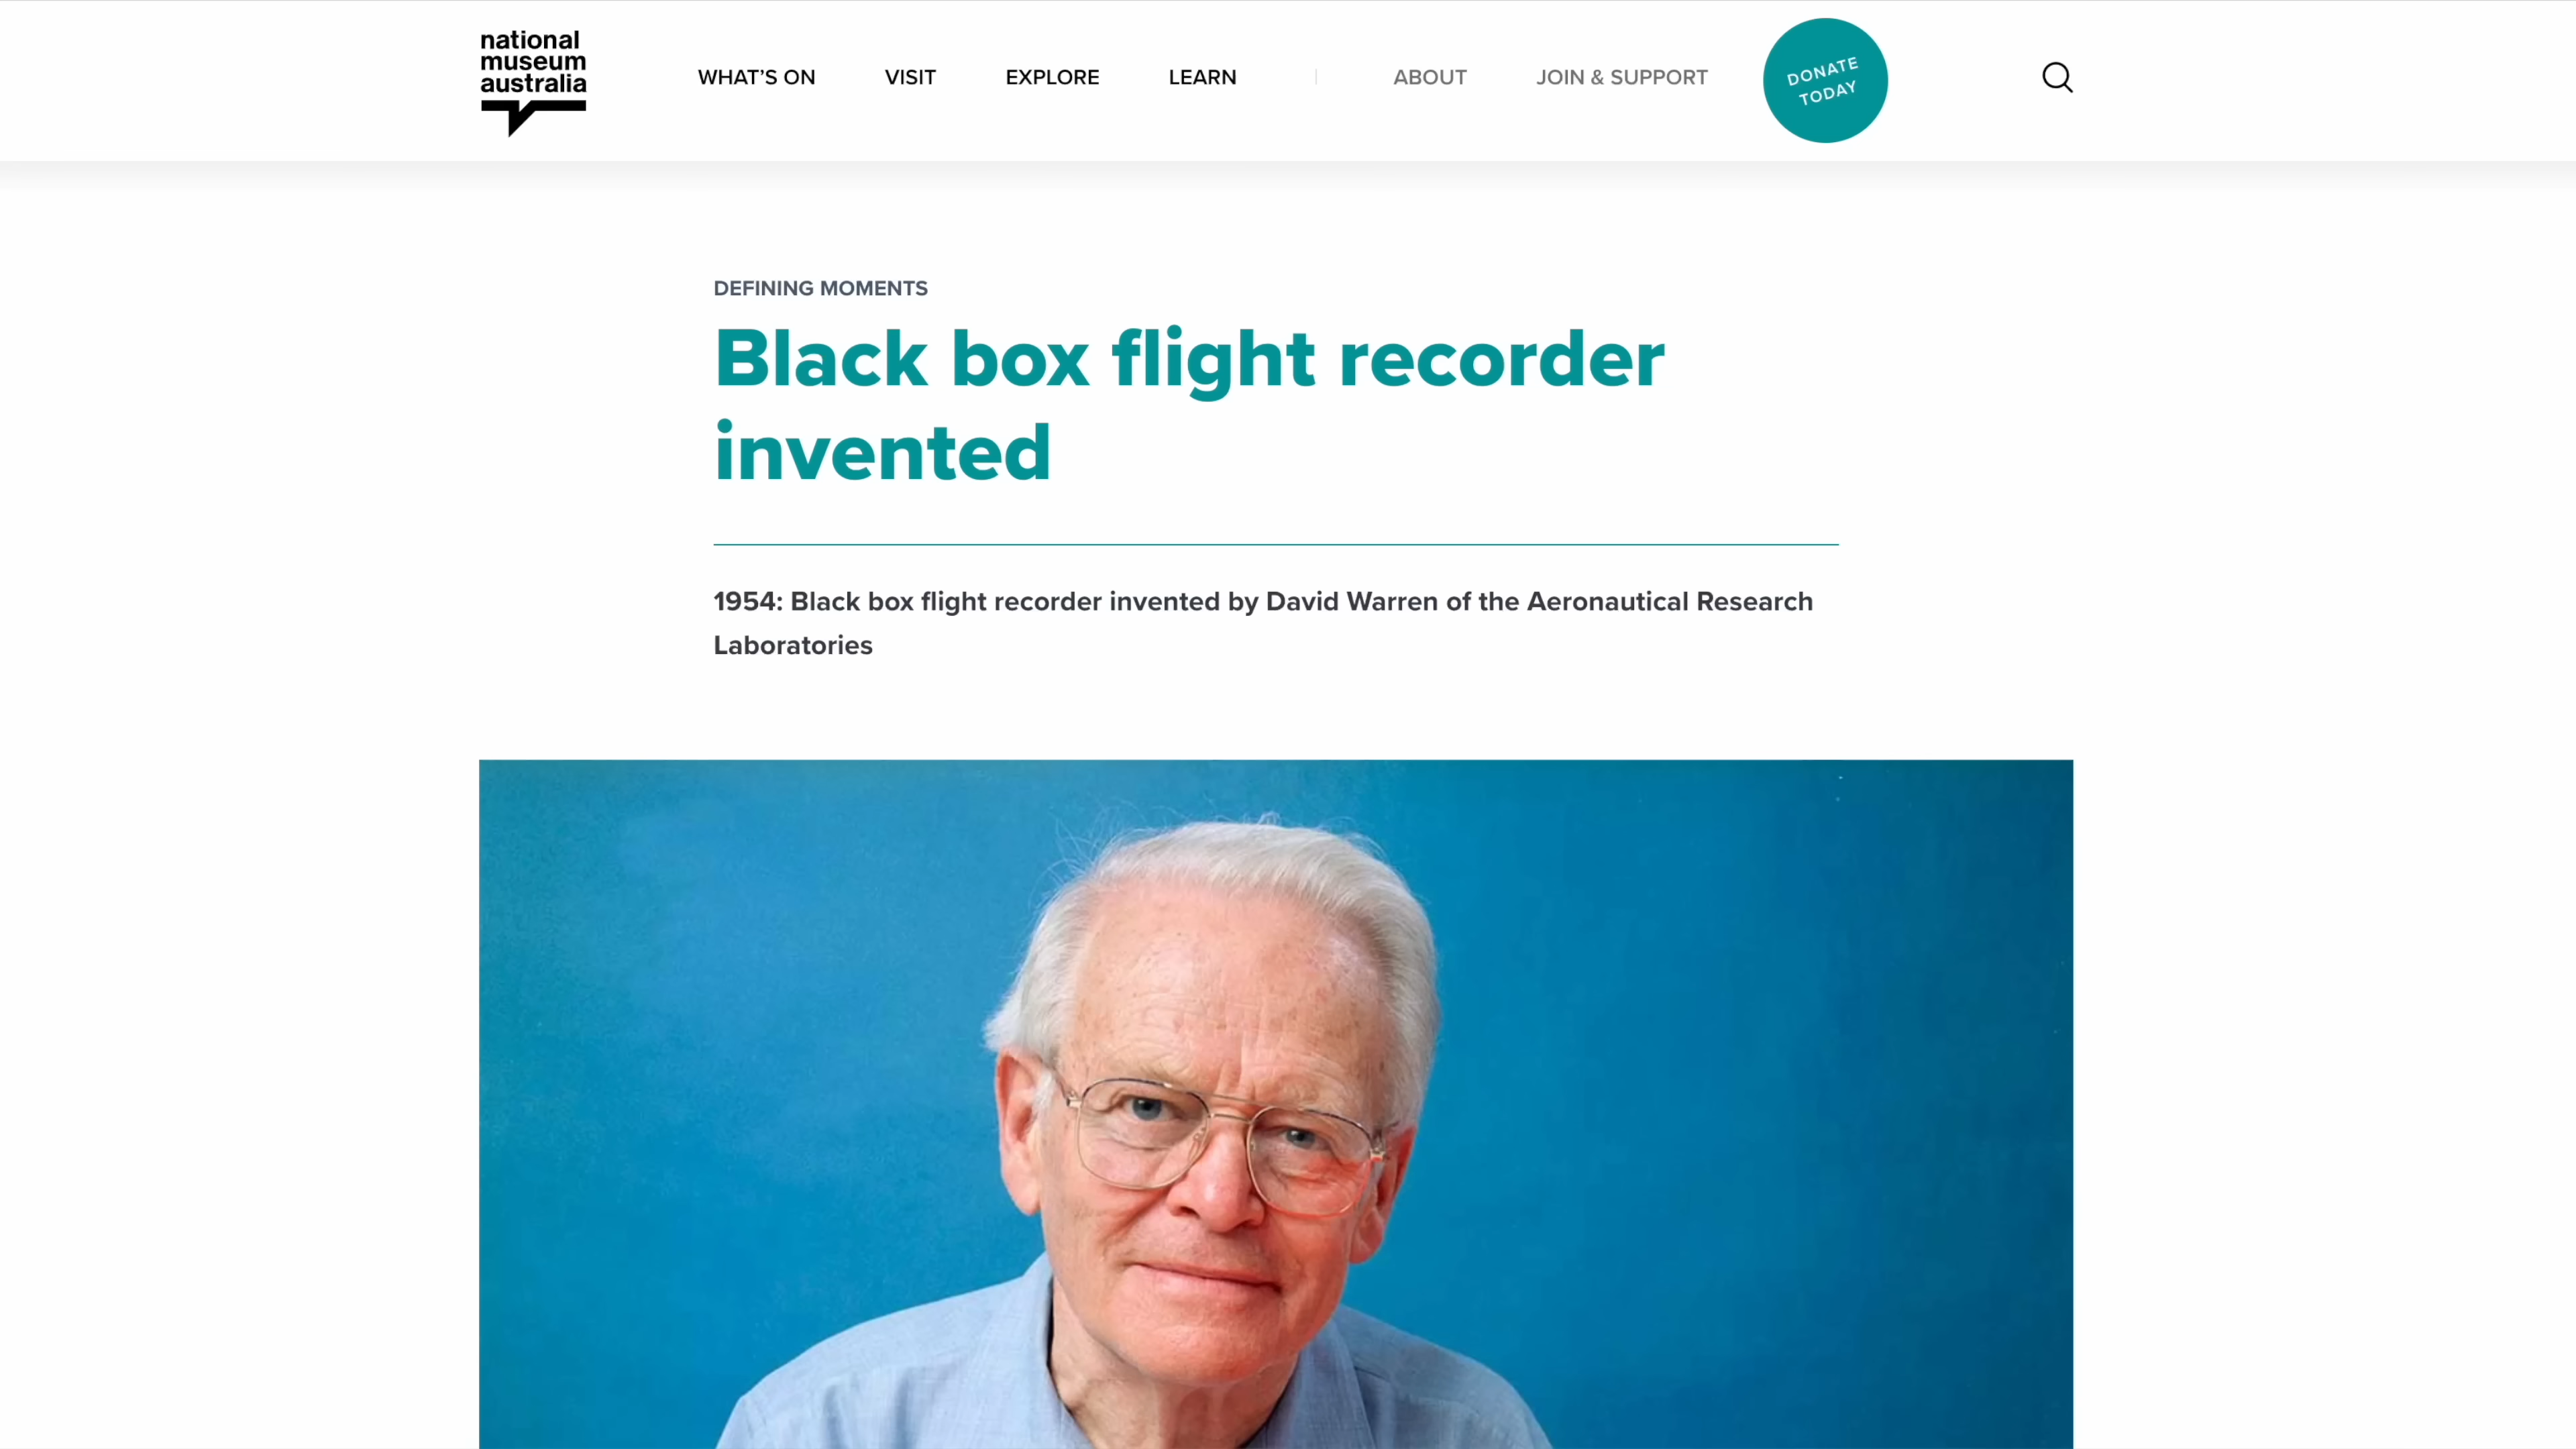 national
museum
australia
WHAT'S ON VISIT EXPLORE LEARN ABOUT JOIN & SUPPORT
DONATE
TODAY
DEFINING MOMENTS
Black box flight recorder
invented
1954: Black box flight recorder invented by David Warren of the Aeronautical Research
Laboratories